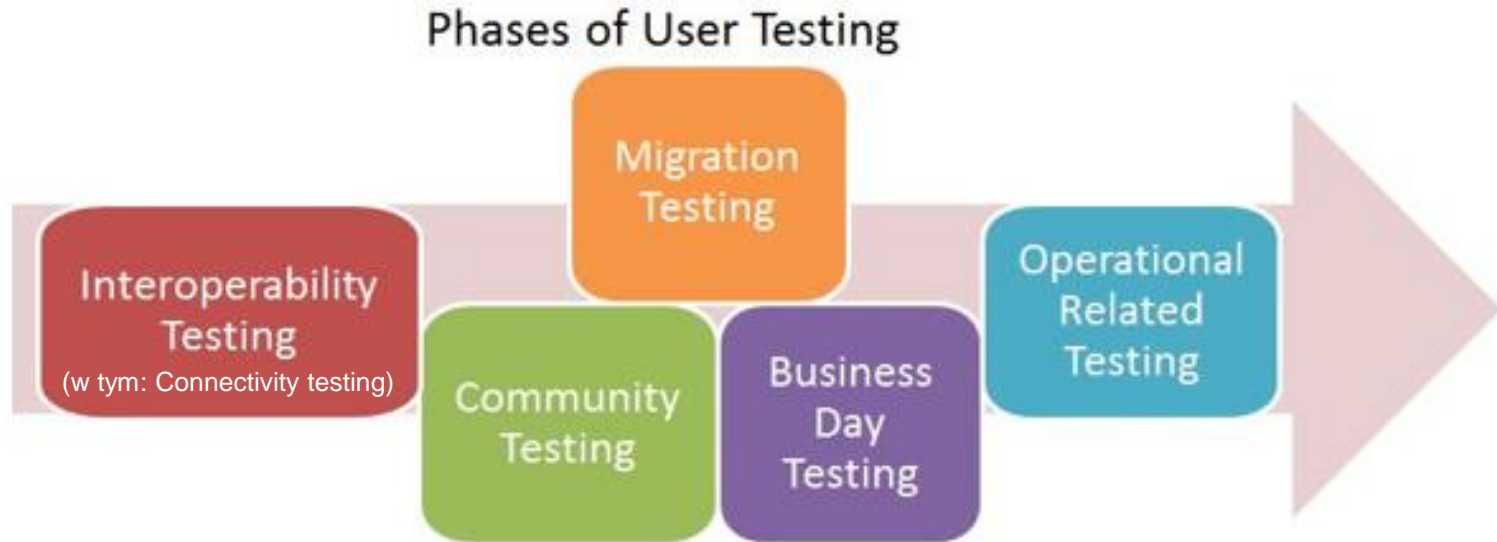 Phases of User Testing
Interoperability
Testing
(w tym: Connectivity testing)
Migration
Testing
Community
Testing
Business
Day
Testing
Operational
Related
Testing